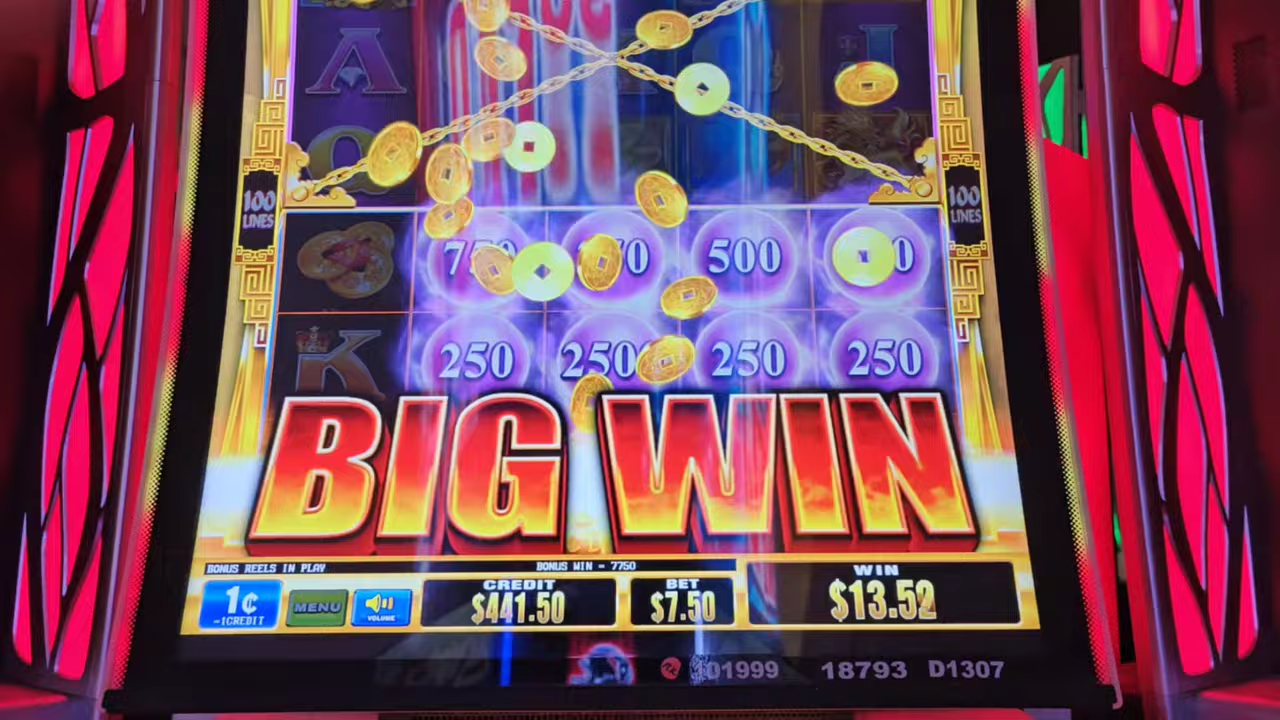 A
J
Q
100 LINES
100 LINES
500
250 250 250 250
K
BIG WIN
BONUS REELS IN PLAY
BONUS WIN = 7750
1¢
=1CREDIT
MENU
VOLUME
CREDIT
$441.50
BET
$7.50
WIN
$13.52
D1999 18793 D1307